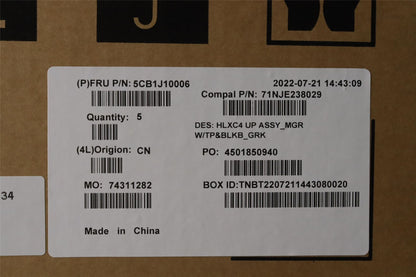 J
(P)FRU P/N: 5CB1J10006
2022-07-21 14:43:09
Compal P/N: 71NJE238029
Quantity: 5
DES: HLXC4 UP ASSY_MGR
W/TP&BLKB_GRK
(4L)Origion: CN
PO: 4501850940
MO: 74311282
BOX ID:TNBT2207211443080020
Made in China
34